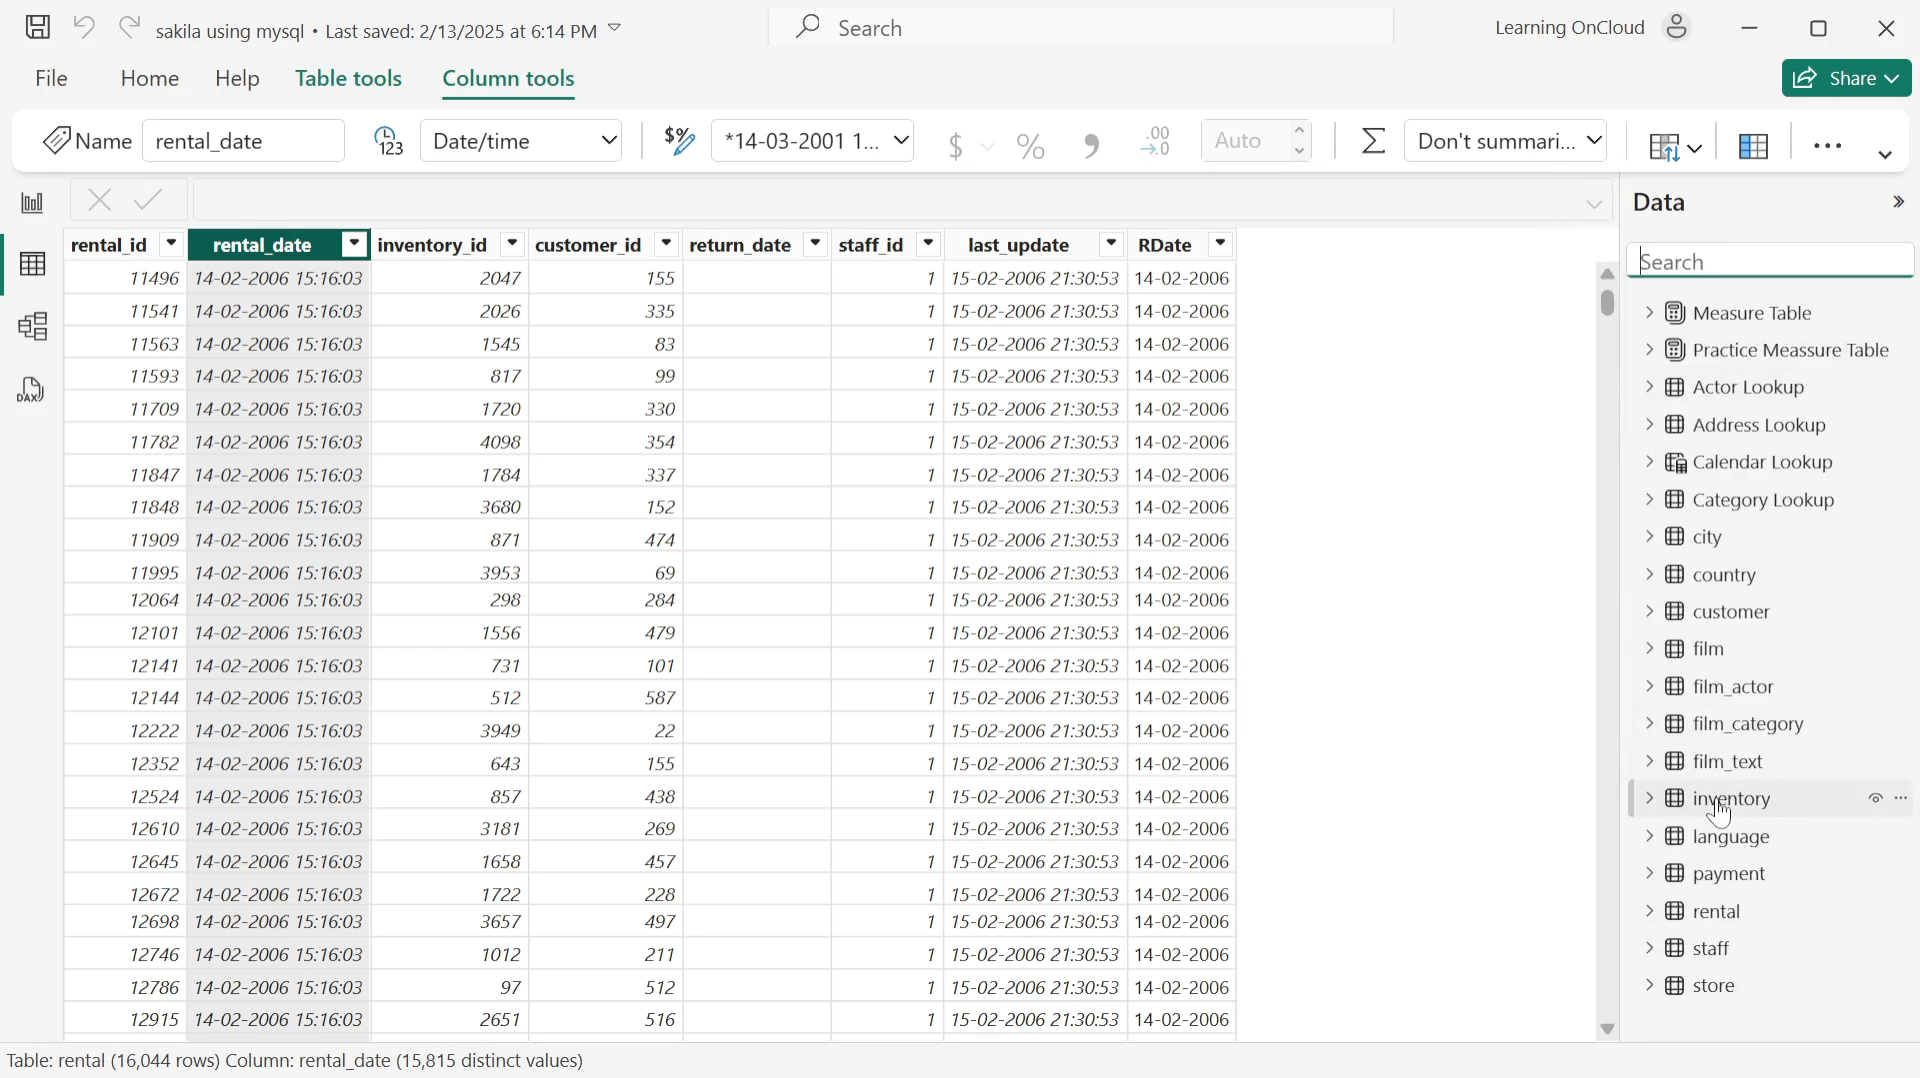 sakila using mysql • Last saved: 2/13/2025 at 6:14 PM
Search
Learning OnCloud
File Home Help Table tools Column tools
Share
Name rental_date Date/time *14-03-2001 1... $ % Auto Don't summari...
Data
rental_id rental_date inventory_id customer_id return_date staff_id last_update RDate
11496 14-02-2006 15:16:03 2047 155 1 15-02-2006 21:30:53 14-02-2006
11541 14-02-2006 15:16:03 2026 335 1 15-02-2006 21:30:53 14-02-2006
11563 14-02-2006 15:16:03 1545 83 1 15-02-2006 21:30:53 14-02-2006
11593 14-02-2006 15:16:03 817 99 1 15-02-2006 21:30:53 14-02-2006
11709 14-02-2006 15:16:03 1720 330 1 15-02-2006 21:30:53 14-02-2006
11782 14-02-2006 15:16:03 4098 354 1 15-02-2006 21:30:53 14-02-2006
11847 14-02-2006 15:16:03 1784 337 1 15-02-2006 21:30:53 14-02-2006
11848 14-02-2006 15:16:03 3680 152 1 15-02-2006 21:30:53 14-02-2006
11909 14-02-2006 15:16:03 871 474 1 15-02-2006 21:30:53 14-02-2006
11995 14-02-2006 15:16:03 3953 69 1 15-02-2006 21:30:53 14-02-2006
12064 14-02-2006 15:16:03 298 284 1 15-02-2006 21:30:53 14-02-2006
12101 14-02-2006 15:16:03 1556 479 1 15-02-2006 21:30:53 14-02-2006
12141 14-02-2006 15:16:03 731 101 1 15-02-2006 21:30:53 14-02-2006
12144 14-02-2006 15:16:03 512 587 1 15-02-2006 21:30:53 14-02-2006
12222 14-02-2006 15:16:03 3949 22 1 15-02-2006 21:30:53 14-02-2006
12352 14-02-2006 15:16:03 643 155 1 15-02-2006 21:30:53 14-02-2006
12524 14-02-2006 15:16:03 857 438 1 15-02-2006 21:30:53 14-02-2006
12610 14-02-2006 15:16:03 3181 269 1 15-02-2006 21:30:53 14-02-2006
12645 14-02-2006 15:16:03 1658 457 1 15-02-2006 21:30:53 14-02-2006
12672 14-02-2006 15:16:03 1722 228 1 15-02-2006 21:30:53 14-02-2006
12698 14-02-2006 15:16:03 3657 497 1 15-02-2006 21:30:53 14-02-2006
12746 14-02-2006 15:16:03 1012 211 1 15-02-2006 21:30:53 14-02-2006
12786 14-02-2006 15:16:03 97 512 1 15-02-2006 21:30:53 14-02-2006
12915 14-02-2006 15:16:03 2651 516 1 15-02-2006 21:30:53 14-02-2006
Search
Measure Table
Practice Meassure Table
Actor Lookup
Address Lookup
Calendar Lookup
Category Lookup
city
country
customer
film
film_actor
film_category
film_text
inventory
language
payment
rental
staff
store
Table: rental (16,044 rows) Column: rental_date (15,815 distinct values)